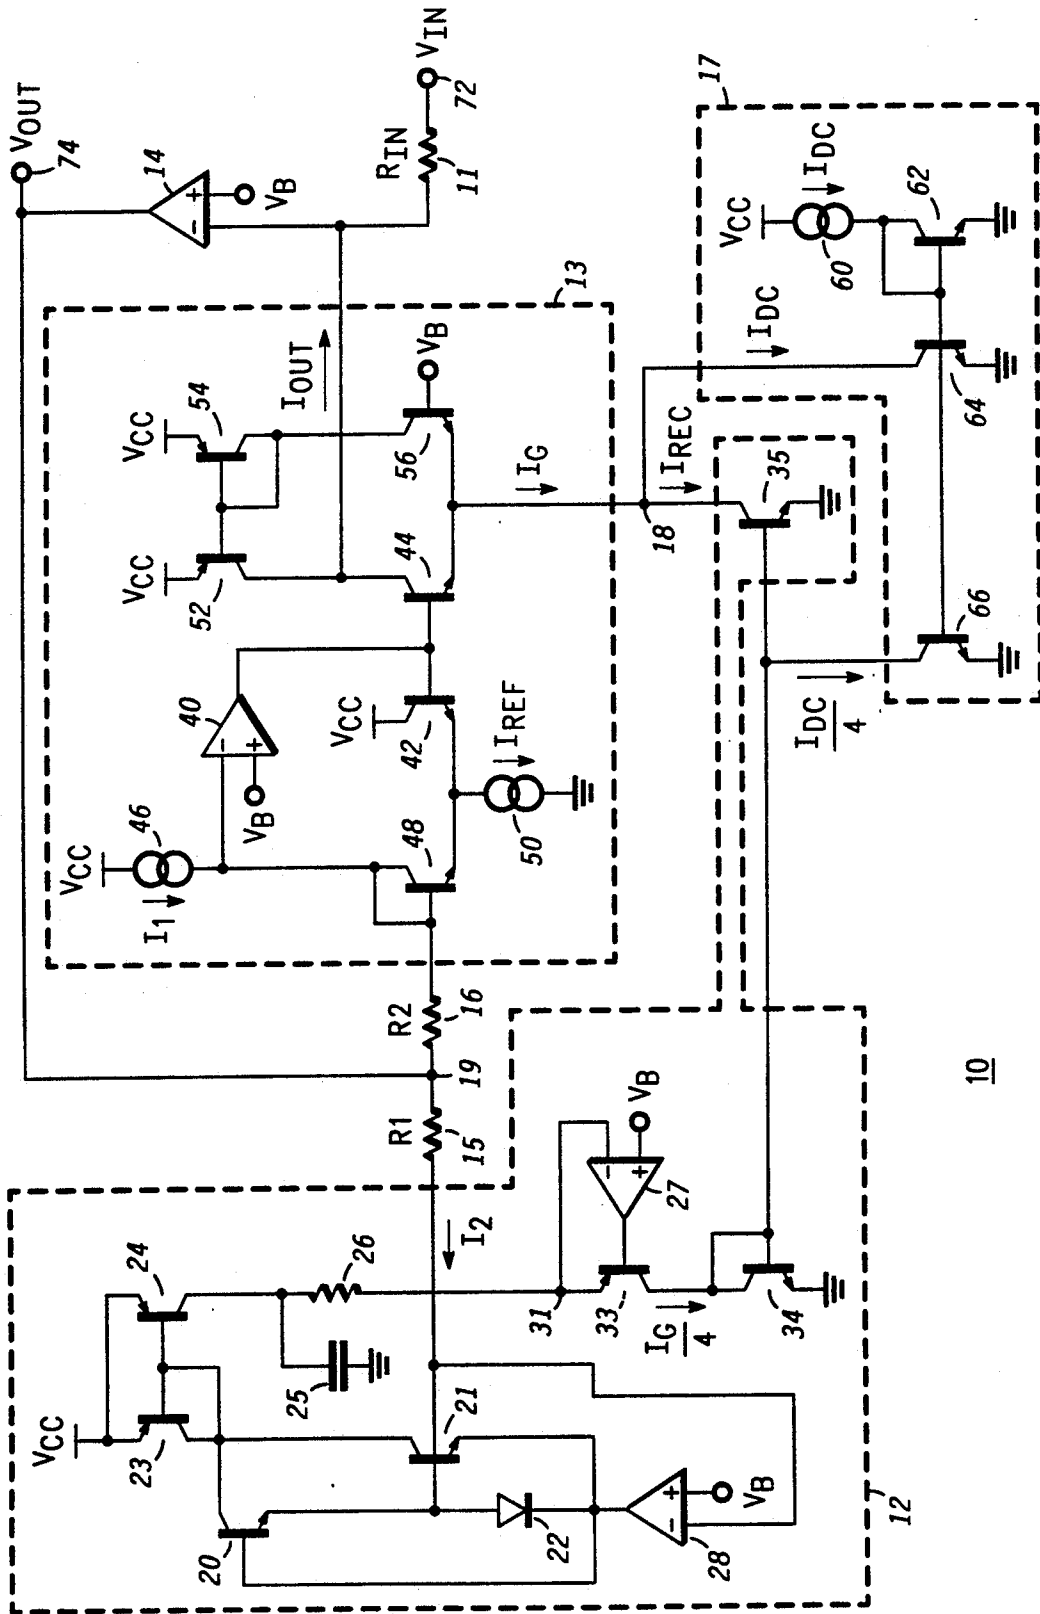 VOUT
74
VIN
72
RIN
11
14
VB
+
−
13
IOUT
VCC
54
VCC
52
VB
56
44
IG
40
−
+
VB
VCC
42
IREF
50
VCC
46
I1
48
R2
16
19
R1
15
I2
17
VCC
IDC
60
62
IDC
64
IREC
18
35
66
IDC
4
VCC
23
24
25
26
20
21
22
28
−
+
VB
12
31
33
−
+
27
VB
IG
4
34
10